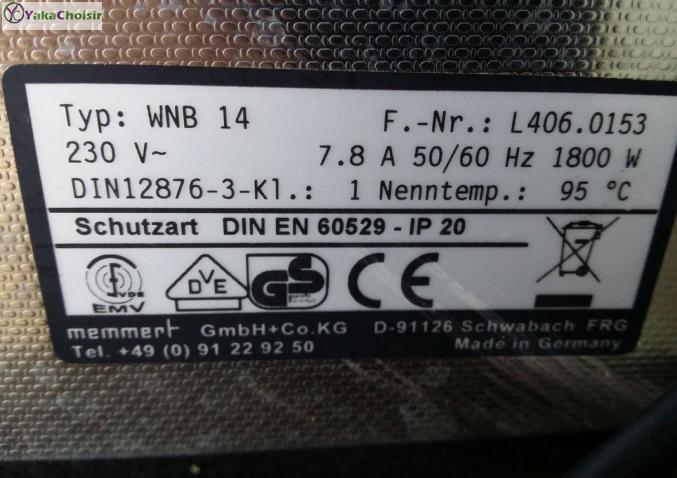 YakaChoisir
Typ: WNB 14 F.-Nr.: L406.0153
230 V~ 7.8 A 50/60 Hz 1800 W
DIN12876-3-Kl.: 1 Nenntemp.: 95 °C
Schutzart DIN EN 60529 - IP 20
VDE
EMV
DVE
GS
CE
memmert GmbH+Co.KG D-91126 Schwabach FRG
Tel. +49 (0) 91 22 92 50 Made in Germany